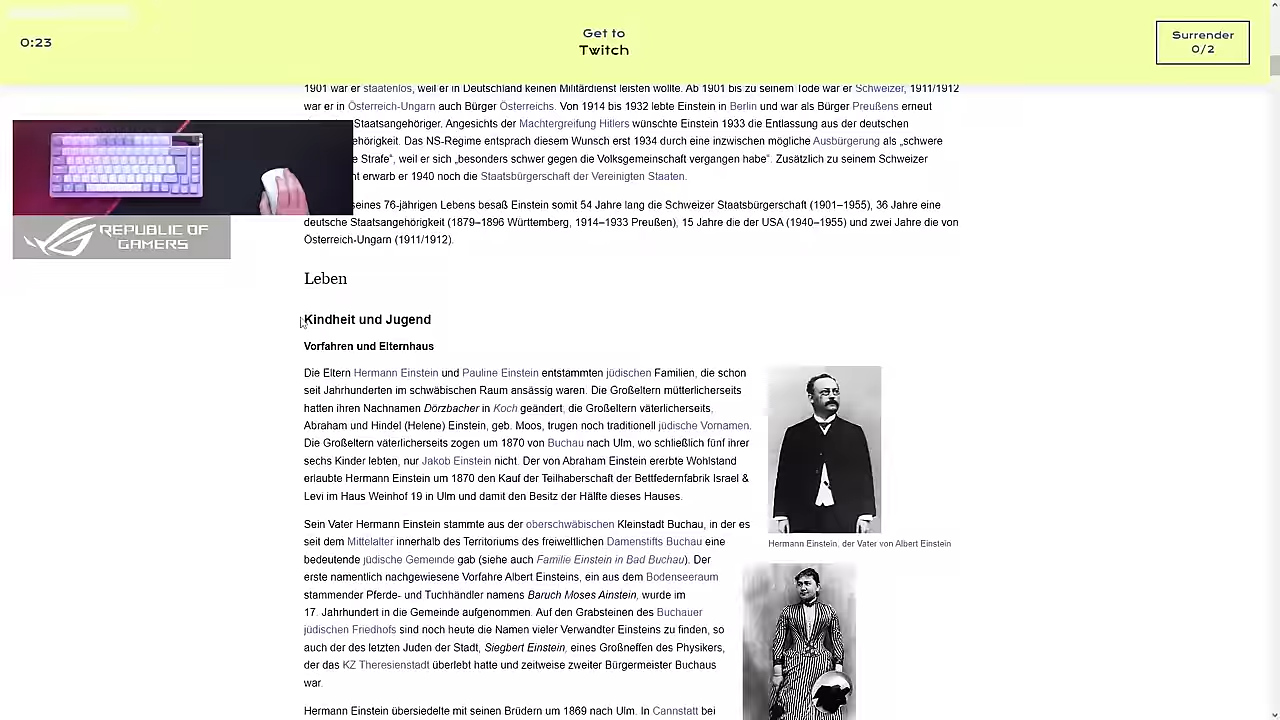 0:23
Get to
Twitch
Surrender
0/2
1901 war er staatenlos, weil er in Deutschland keinen Militärdienst leisten wollte. Ab 1901 bis zu seinem Tode war er Schweizer, 1911/1912
war er in Österreich-Ungarn auch Bürger Österreichs. Von 1914 bis 1932 lebte Einstein in Berlin und war als Bürger Preußens erneut
Staatsangehöriger. Angesichts der Machtergreifung Hitlers wünschte Einstein 1933 die Entlassung aus der deutschen
ehörigkeit. Das NS-Regime entsprach diesem Wunsch erst 1934 durch eine inzwischen mögliche Ausbürgerung als „schwere
e Strafe“, weil er sich „besonders schwer gegen die Volksgemeinschaft vergangen habe“. Zusätzlich zu seinem Schweizer
ht erwarb er 1940 noch die Staatsbürgerschaft der Vereinigten Staaten.
seines 76-jährigen Lebens besaß Einstein somit 54 Jahre lang die Schweizer Staatsbürgerschaft (1901–1955), 36 Jahre eine
deutsche Staatsangehörigkeit (1879–1896 Württemberg, 1914–1933 Preußen), 15 Jahre die der USA (1940–1955) und zwei Jahre die von
Österreich-Ungarn (1911/1912).
REPUBLIC OF
GAMERS
Leben
Kindheit und Jugend
Vorfahren und Elternhaus
Die Eltern Hermann Einstein und Pauline Einstein entstammten jüdischen Familien, die schon
seit Jahrhunderten im schwäbischen Raum ansässig waren. Die Großeltern mütterlicherseits
hatten ihren Nachnamen Dörzbacher in Koch geändert, die Großeltern väterlicherseits,
Abraham und Hindel (Helene) Einstein, geb. Moos, trugen noch traditionell jüdische Vornamen.
Die Großeltern väterlicherseits zogen um 1870 von Buchau nach Ulm, wo schließlich fünf ihrer
sechs Kinder lebten, nur Jakob Einstein nicht. Der von Abraham Einstein ererbte Wohlstand
erlaubte Hermann Einstein um 1870 den Kauf der Teilhaberschaft der Bettfedernfabrik Israel &
Levi im Haus Weinhof 19 in Ulm und damit den Besitz der Hälfte dieses Hauses.
Sein Vater Hermann Einstein stammte aus der oberschwäbischen Kleinstadt Buchau, in der es
seit dem Mittelalter innerhalb des Territoriums des freiweltlichen Damenstifts Buchau eine
bedeutende jüdische Gemeinde gab (siehe auch Familie Einstein in Bad Buchau). Der
erste namentlich nachgewiesene Vorfahre Albert Einsteins, ein aus dem Bodenseeraum
stammender Pferde- und Tuchhändler namens Baruch Moses Ainstein, wurde im
17. Jahrhundert in die Gemeinde aufgenommen. Auf den Grabsteinen des Buchauer
jüdischen Friedhofs sind noch heute die Namen vieler Verwandter Einsteins zu finden, so
auch der des letzten Juden der Stadt, Siegbert Einstein, eines Großneffen des Physikers,
der das KZ Theresienstadt überlebt hatte und zeitweise zweiter Bürgermeister Buchaus
war.
Hermann Einstein übersiedelte mit seinen Brüdern um 1869 nach Ulm. In Cannstatt bei
Hermann Einstein, der Vater von Albert Einstein